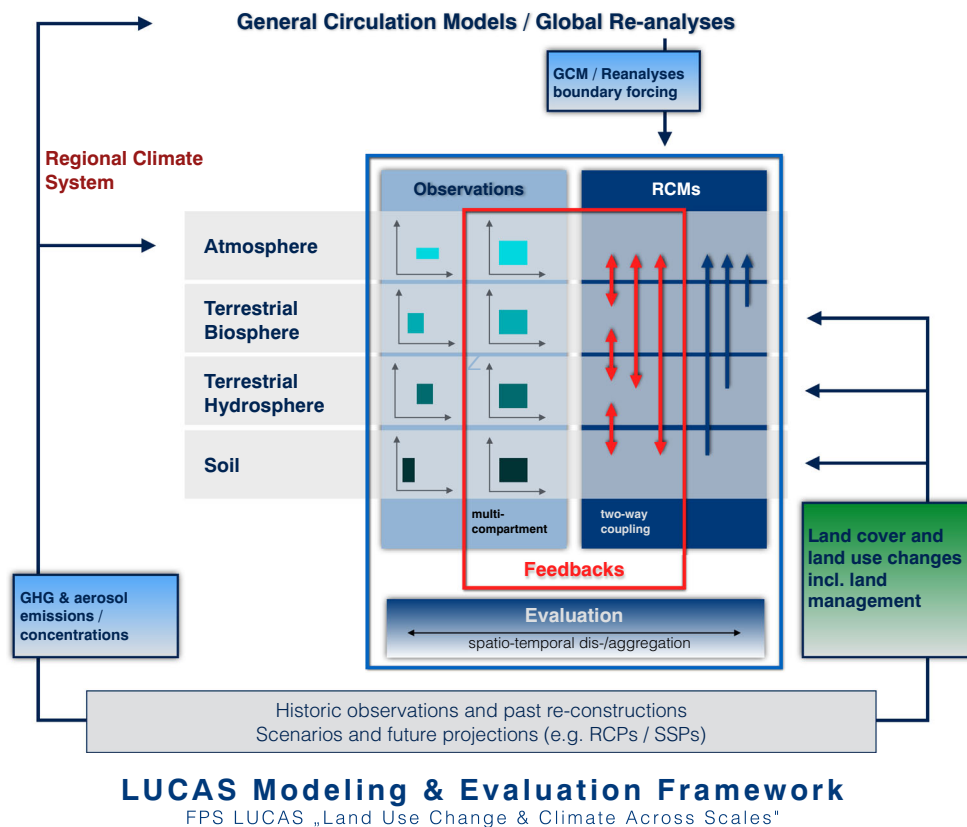 General Circulation Models / Global Re-analyses
GCM / Reanalyses
boundary forcing
Regional Climate
System
Observations
RCMs
Atmosphere
Terrestrial
Biosphere
Terrestrial
Hydrosphere
Soil
multi-
compartment
two-way
coupling
Feedbacks
Land cover and
land use changes
incl. land
management
GHG & aerosol
emissions /
concentrations
Evaluation
spatio-temporal dis-/aggregation
Historic observations and past re-constructions
Scenarios and future projections (e.g. RCPs / SSPs)
LUCAS Modeling & Evaluation Framework
FPS LUCAS „Land Use Change & Climate Across Scales"